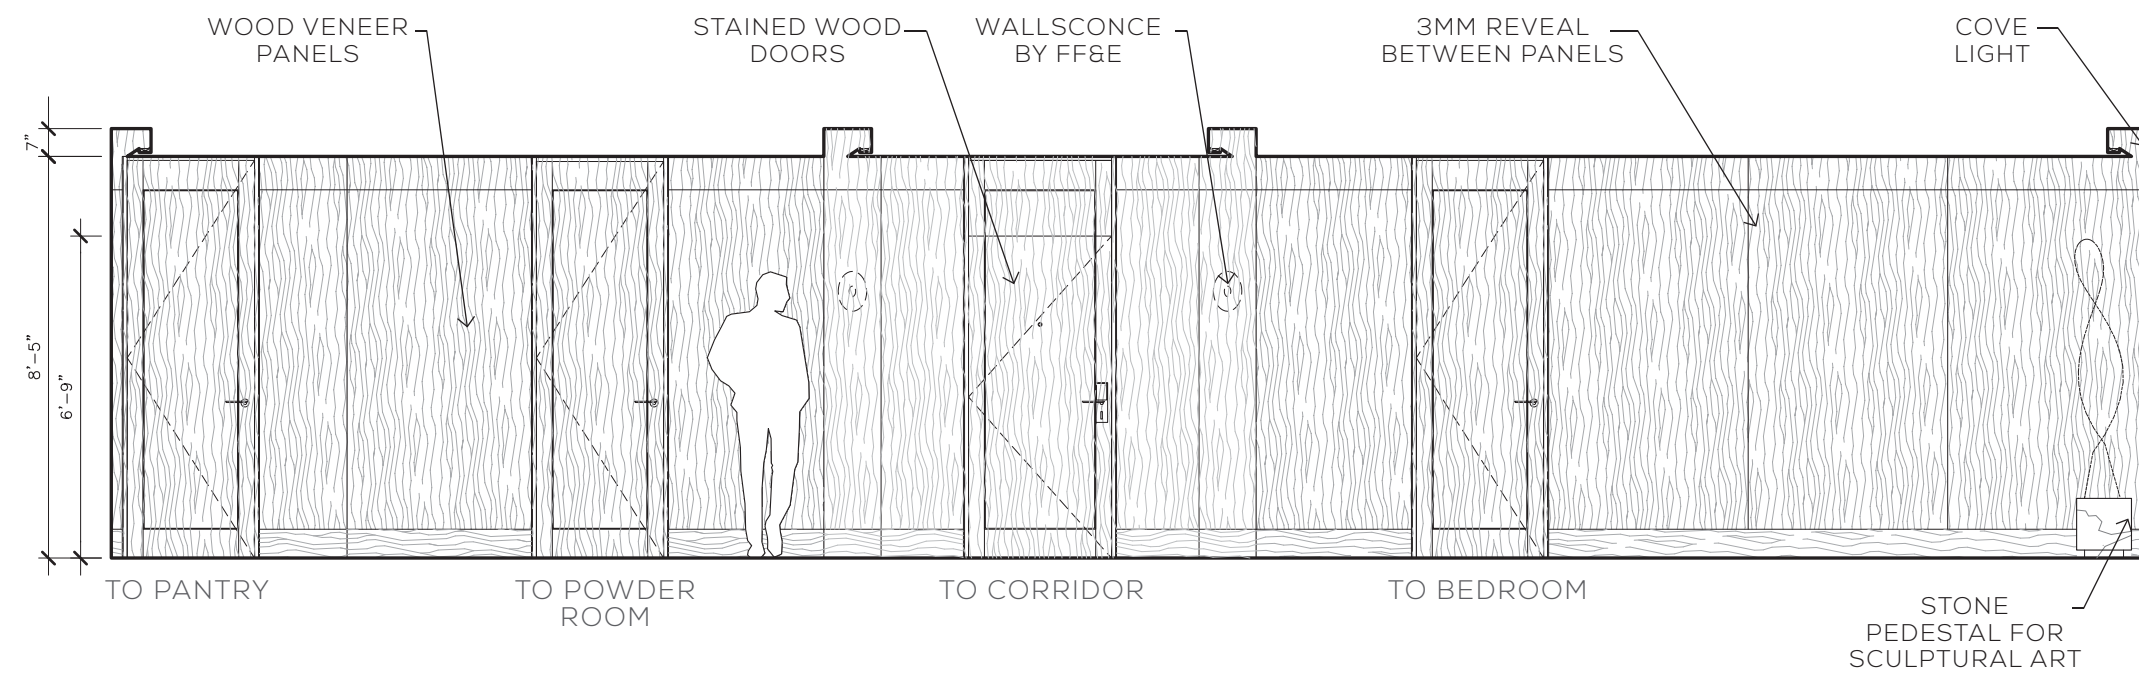 WOOD VENEER
PANELS
STAINED WOOD
DOORS
WALLSCONCE
BY FF&E
3MM REVEAL
BETWEEN PANELS
COVE
LIGHT
7"
8'-5"
6'-9"
TO PANTRY
TO POWDER
ROOM
TO CORRIDOR
TO BEDROOM
STONE
PEDESTAL FOR
SCULPTURAL ART